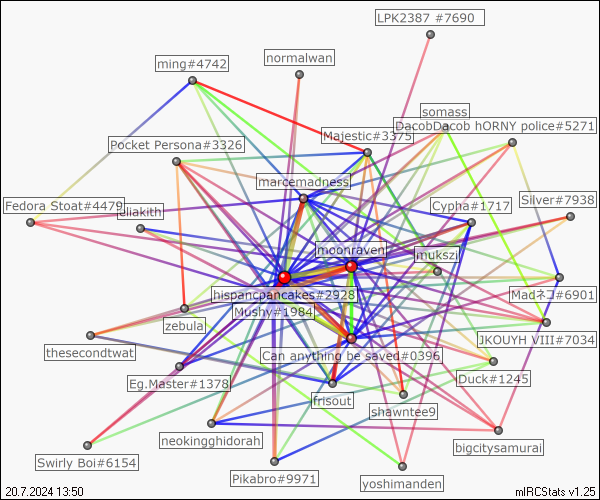 LPK2387 #7690
normalwan
ming#4742
somass
DacobDacob hORNY police#5271
Majestic#3375
Pocket Persona#3326
marcemadness
Silver#7938
Fedora Stoat#4479
eliakith
Cypha#1717
moonraven
mukszi
hispancpancakes#2928
Madネコ#6901
Mushy#1984
zebula
JKOUYH VIII#7034
thesecondtwat
Can anything be saved#0396
Duck#1245
Eg.Master#1378
frisout
shawntee9
neokingghidorah
bigcitysamurai
Swirly Boi#6154
Pikabro#9971
yoshimanden
20.7.2024 13:50
mIRCStats v1.25